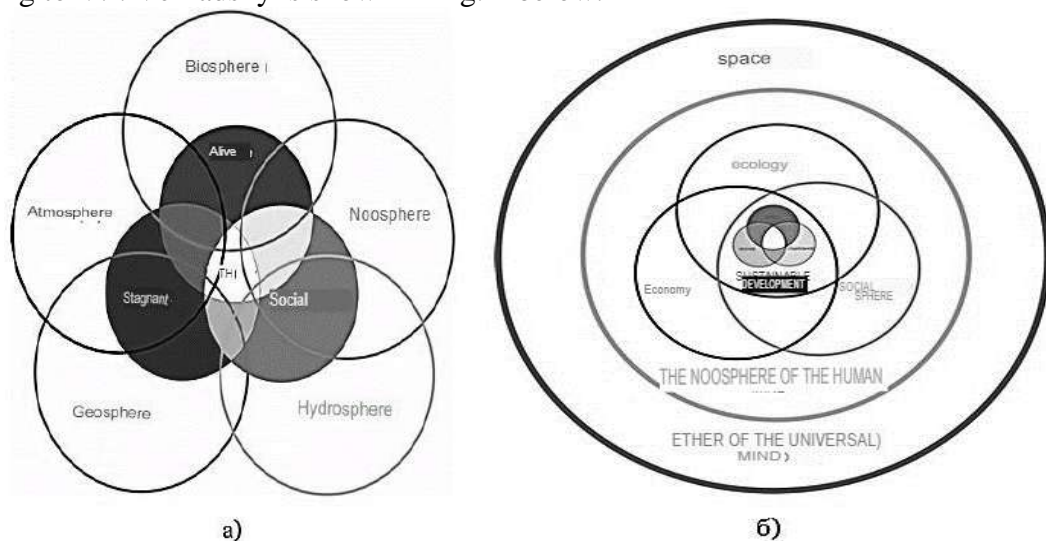 Biosphere
Alive
Atmosphere
Noosphere
TH
Stagnant
Social
Geosphere
Hydrosphere
a)
space
ecology
SUSTAINABLE
DEVELOPMENT
Economy
SOCIAL
SPHERE
THE NOOSPHERE OF THE HUMAN
ETHER OF THE UNIVERSAL)
MIND
б)